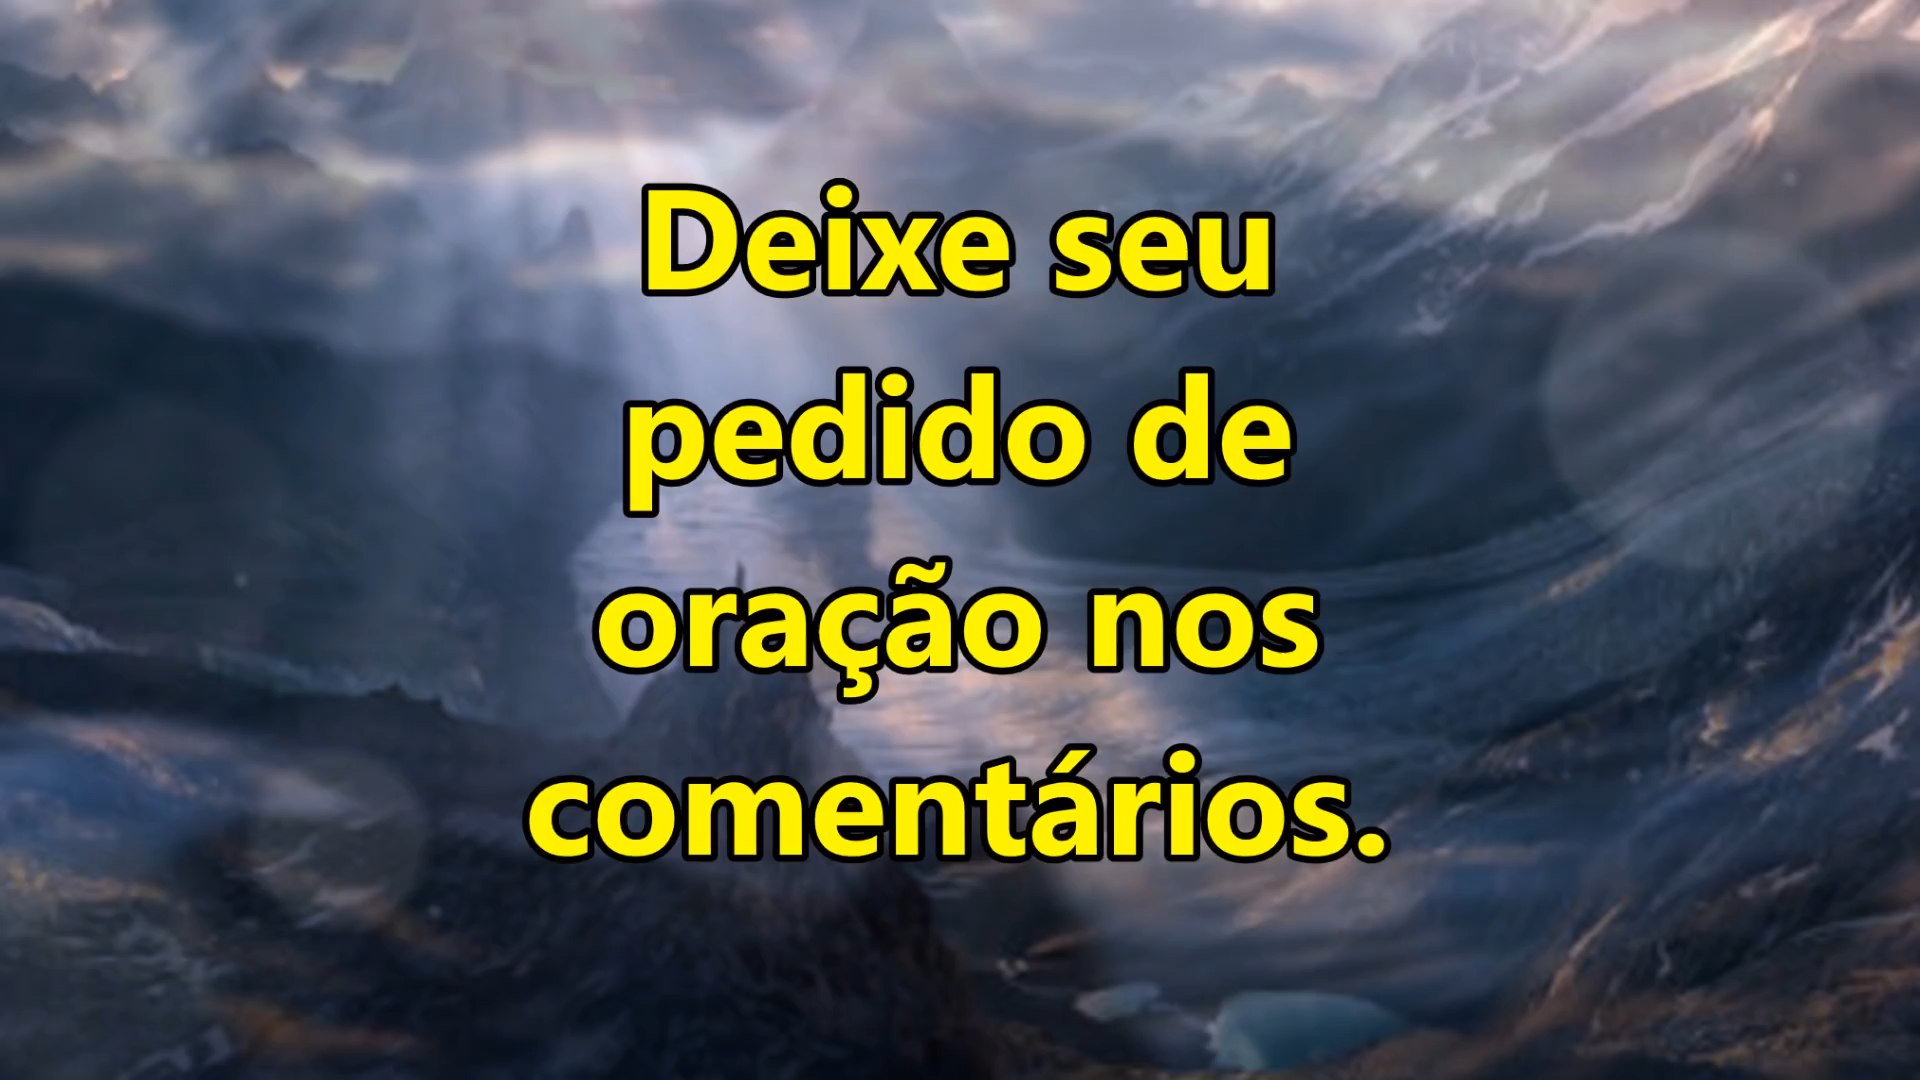 Deixe seu
pedido de
oração nos
comentários.